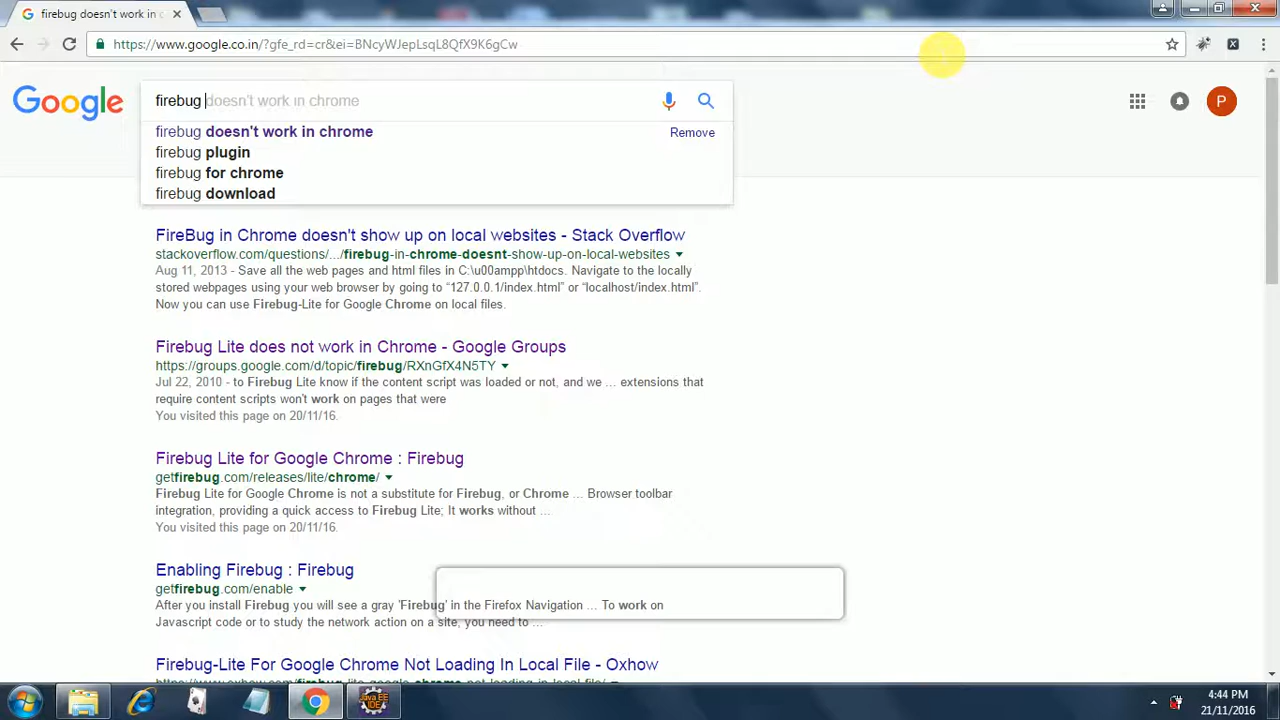 firebug doesn't work in c
https://www.google.co.in/?gfe_rd=cr&ei=BNcyWJepLsqL8QfX9K6gCw
Google
firebug doesn't work in chrome
P
firebug doesn't work in chrome
Remove
firebug plugin
firebug for chrome
firebug download
FireBug in Chrome doesn't show up on local websites - Stack Overflow
stackoverflow.com/questions/.../firebug-in-chrome-doesnt-show-up-on-local-websites
Aug 11, 2013 - Save all the web pages and html files in C:\u00ampp\htdocs. Navigate to the locally
stored webpages using your web browser by going to “127.0.0.1/index.html” or “localhost/index.html”.
Now you can use Firebug-Lite for Google Chrome on local files.
Firebug Lite does not work in Chrome - Google Groups
https://groups.google.com/d/topic/firebug/RXnGfX4N5TY
Jul 22, 2010 - to Firebug Lite know if the content script was loaded or not, and we ... extensions that
require content scripts won't work on pages that were
You visited this page on 20/11/16.
Firebug Lite for Google Chrome : Firebug
getfirebug.com/releases/lite/chrome/
Firebug Lite for Google Chrome is not a substitute for Firebug, or Chrome ... Browser toolbar
integration, providing a quick access to Firebug Lite; It works without ...
You visited this page on 20/11/16.
Enabling Firebug : Firebug
getfirebug.com/enable
After you install Firebug you will see a gray 'Firebug' in the Firefox Navigation ... To work on
Javascript code or to study the network action on a site, you need to ...
Firebug-Lite For Google Chrome Not Loading In Local File - Oxhow
Java EE
IDE
4:44 PM
21/11/2016